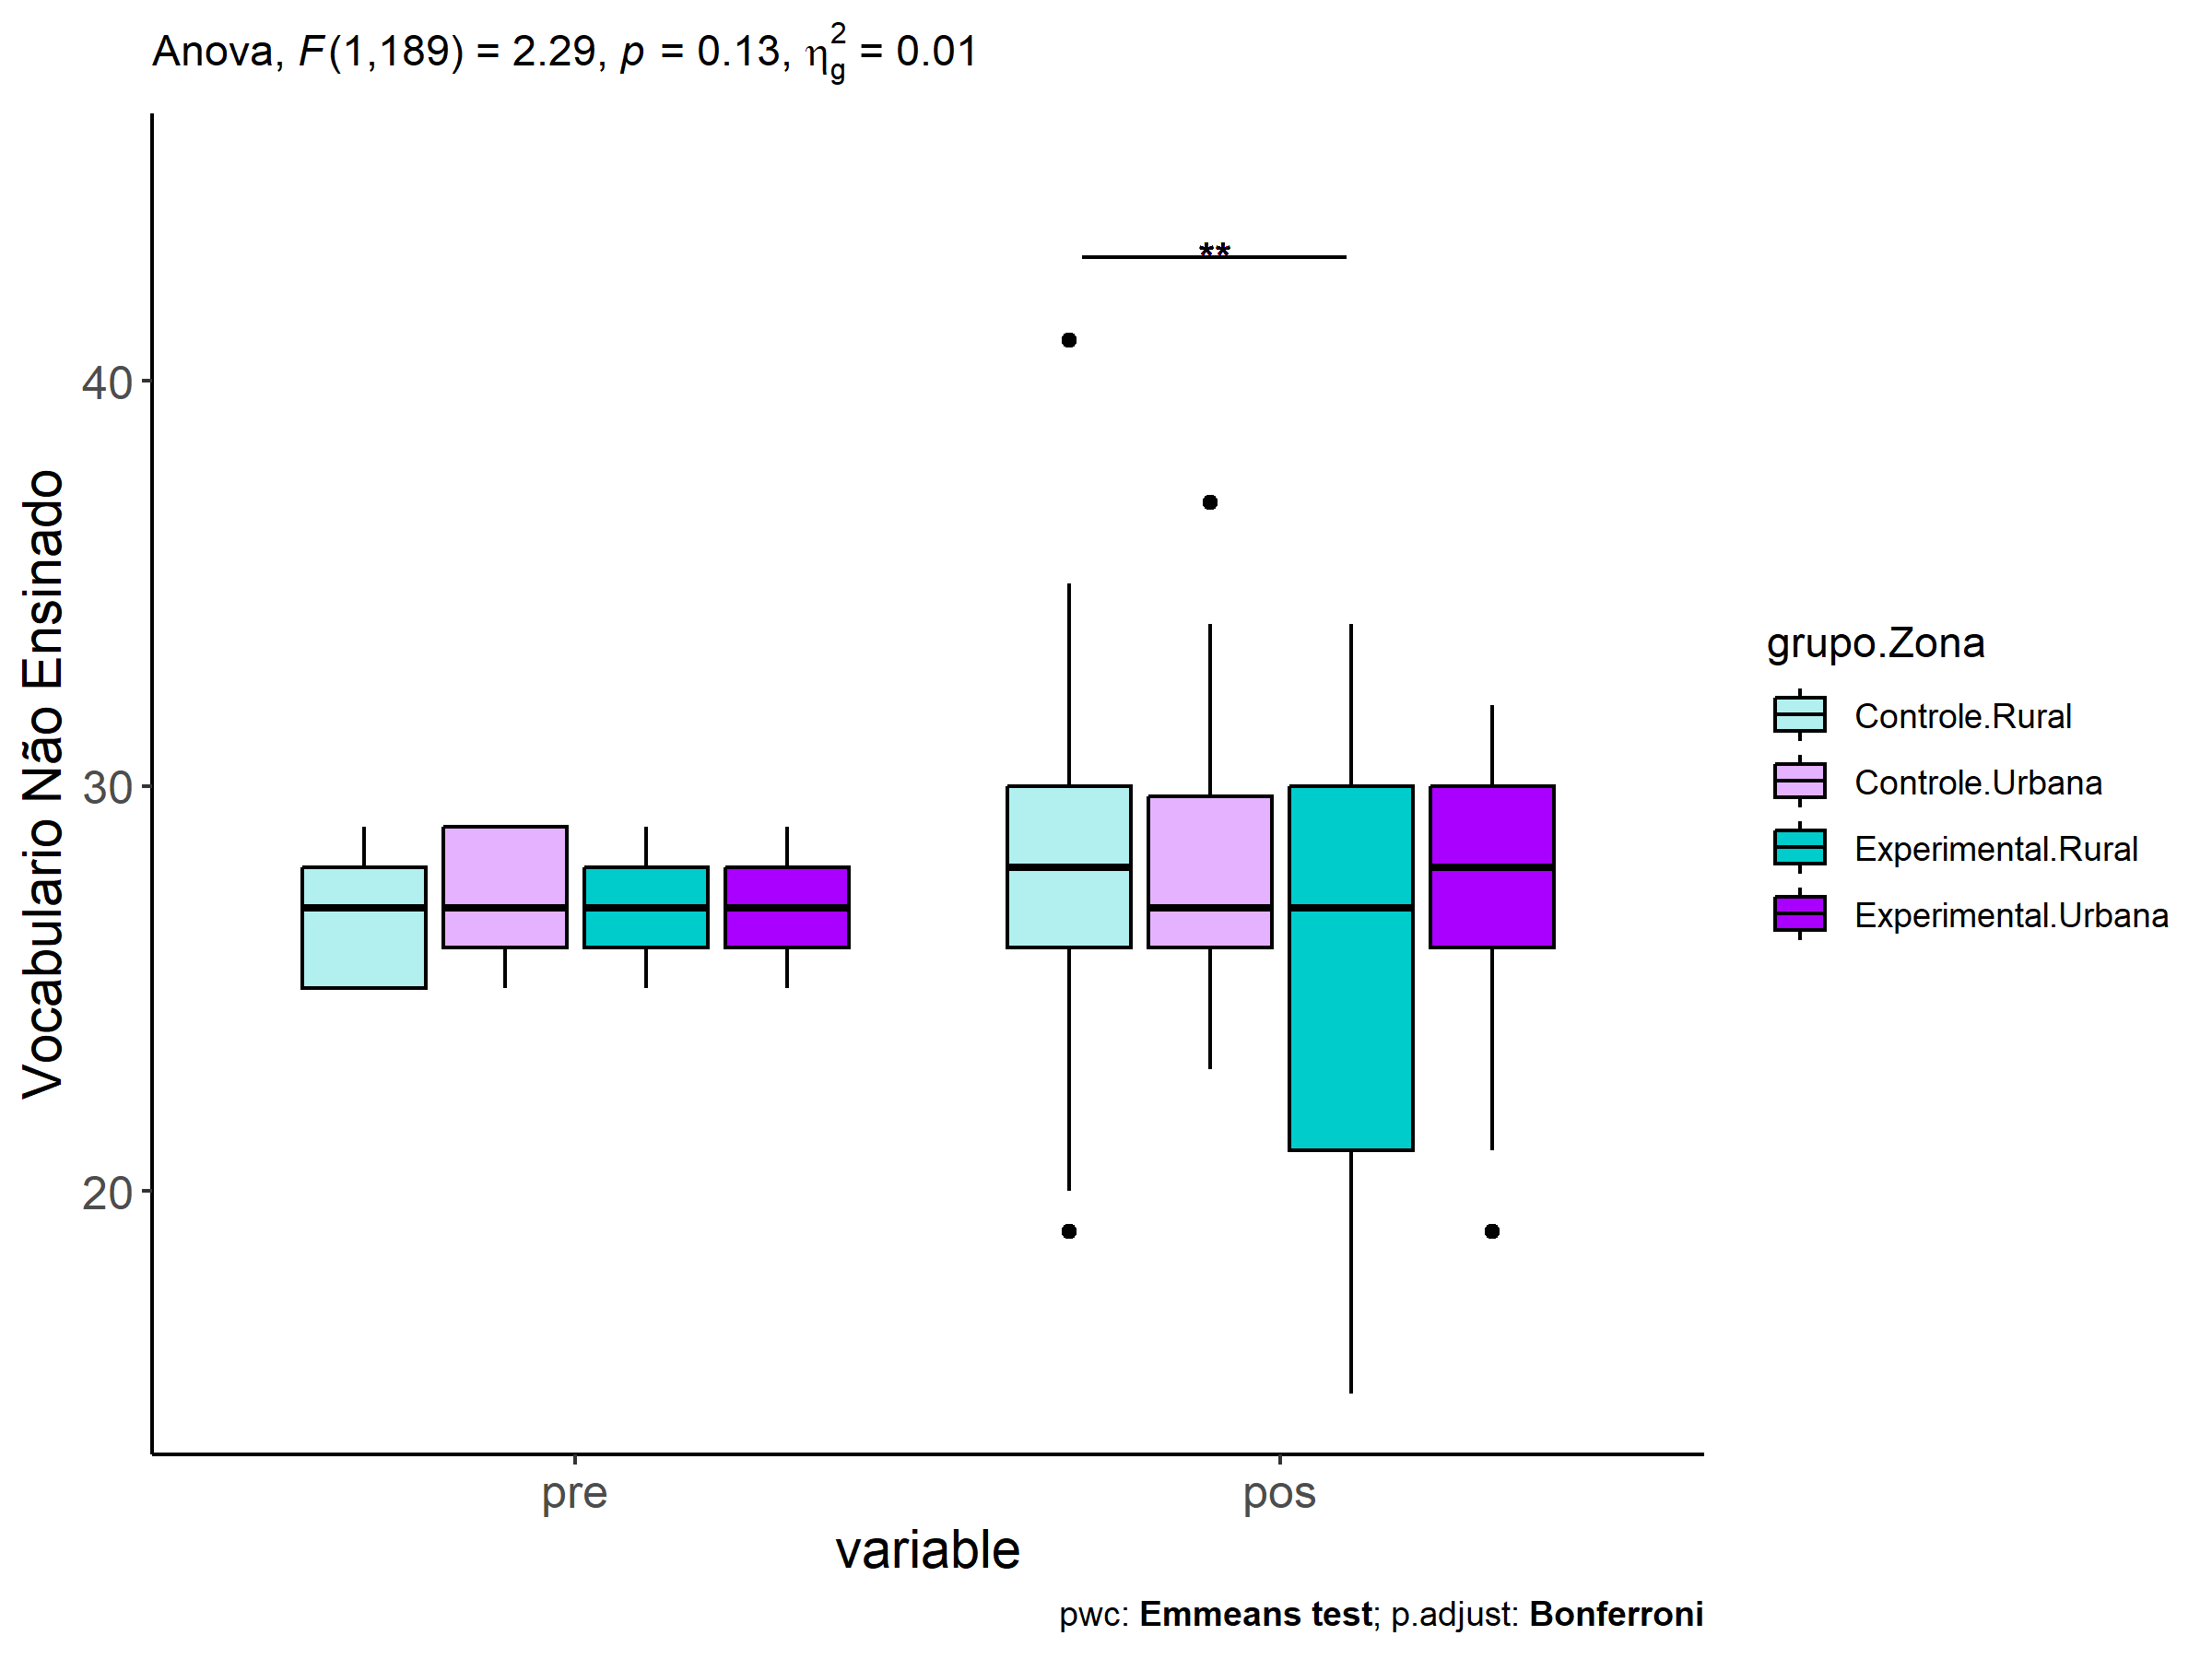 Anova, F(1,189) = 2.29, p = 0.13, η²g = 0.01
**
Vocabulario Não Ensinado
40
30
20
pre
pos
variable
grupo.Zona
Controle.Rural
Controle.Urbana
Experimental.Rural
Experimental.Urbana
pwc: Emmeans test; p.adjust: Bonferroni